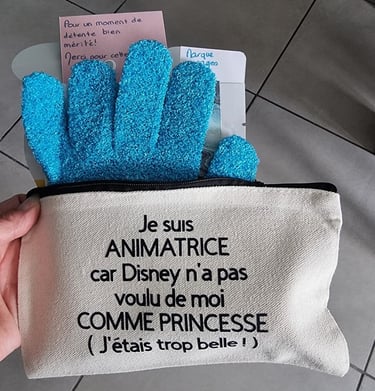 Pour un moment de
détente bien
mérité!
Merci pour cette
Je suis
ANIMATRICE
car Disney n'a pas
voulu de moi
COMME PRINCESSE
( J'étais trop belle ! )